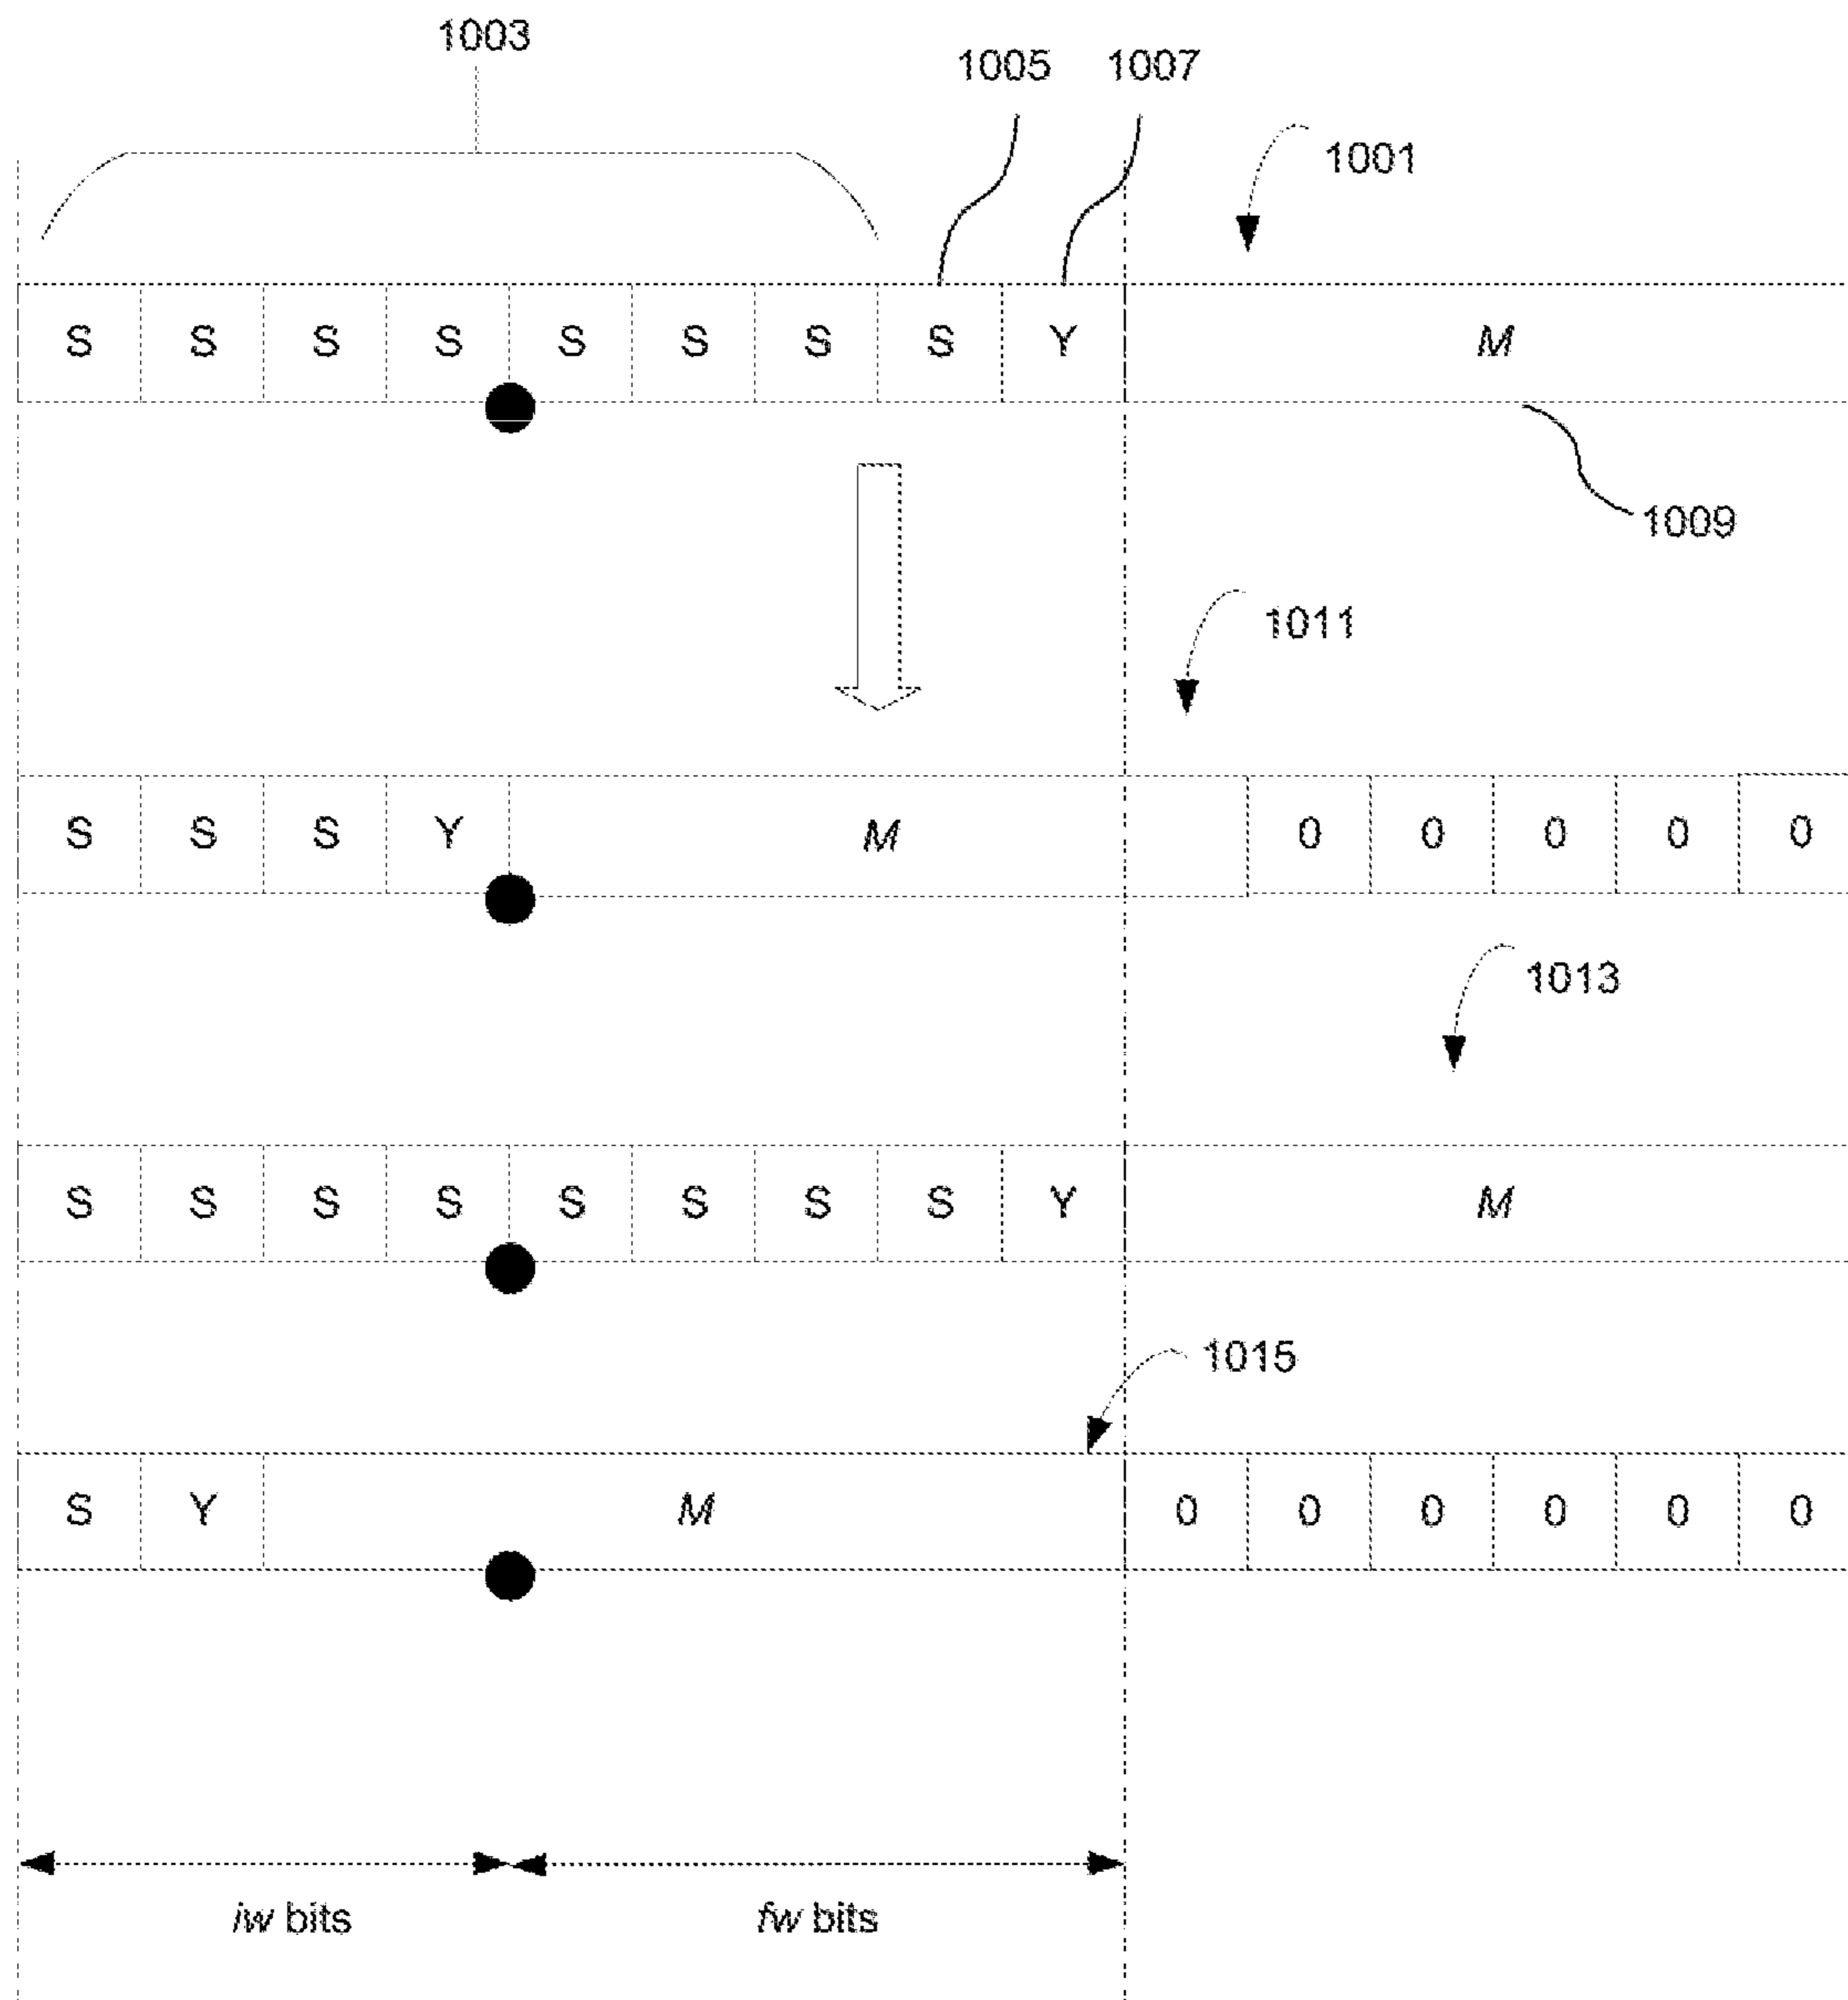 1003
1005 1007
1001
S S S S S S S S Y M
1009
1011
S S S Y M 0 0 0 0 0
1013
S S S S S S S S Y M
1015
S Y M 0 0 0 0 0 0
iw bits fw bits